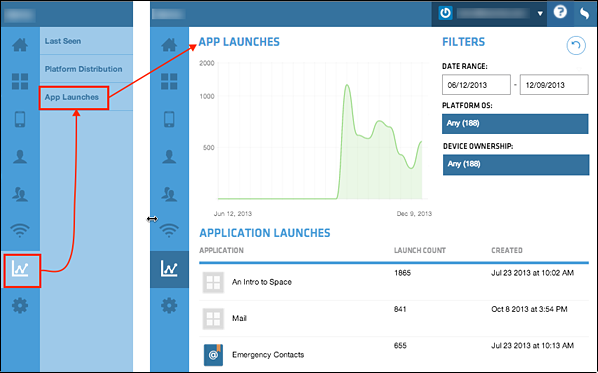 Last Seen
Platform Distribution
App Launches
?
APP LAUNCHES
2000
1000
500
Jun 12, 2013 Dec 9, 2013
FILTERS
DATE RANGE:
06/12/2013 - 12/09/2013
PLATFORM OS:
Any (188)
DEVICE OWNERSHIP:
Any (188)
APPLICATION LAUNCHES
APPLICATION LAUNCH COUNT CREATED
An Intro to Space 1865 Jul 23 2013 at 10:02 AM
Mail 841 Oct 8 2013 at 3:54 PM
@ Emergency Contacts 655 Jul 23 2013 at 10:13 AM